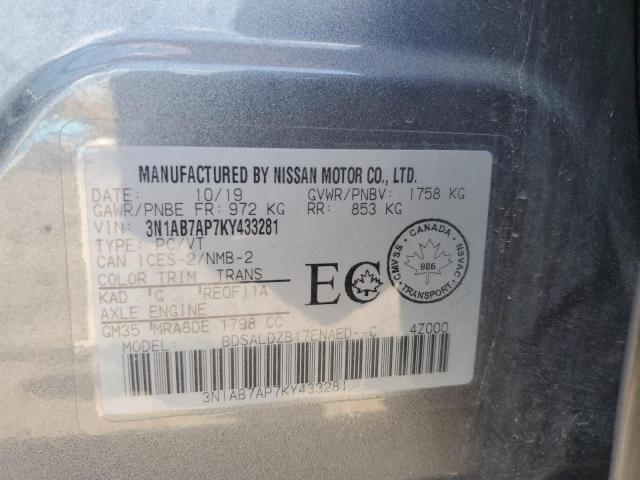 MANUFACTURED BY NISSAN MOTOR CO., LTD.
DATE: 10/19 GVWR/PNBV: 1758 KG
GAWR/PNBE FR: 972 KG RR: 853 KG
VIN: 3N1AB7AP7KY433281
TYPE: PC/VT
CAN ICES-2/NMB-2
COLOR TRIM TRANS
KAD G RE0F11A
AXLE ENGINE
GM35 MRA8DE 1798 CC
MODEL: BDSALDZB17ENAED--C 4Z000
3N1AB7AP7KY433281
EC
CANADA
CMVSS NSVAC
986
TRANSPORT